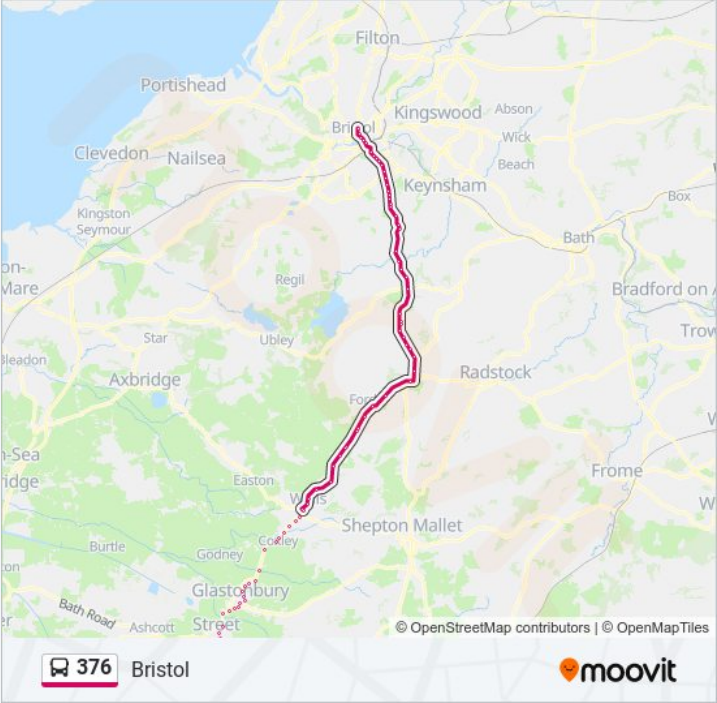 Filton
Portishead
Kingswood
Abson
Bristol
Wick
Clevedon
Nailsea
Beach
Keynsham
Box
Kingston
Seymour
Bath
on-
Mare
Regil
Bradford on A
Star
Ubley
Trow
Bleadon
Axbridge
Radstock
Ford
n-Sea
ridge
Easton
Frome
Wells
W
Shepton Mallet
Coxley
Burtle
Godney
ton
Glastonbury
Bath Road
er
Ashcott
Street
© OpenStreetMap contributors | © OpenMapTiles
376 Bristol
moovit